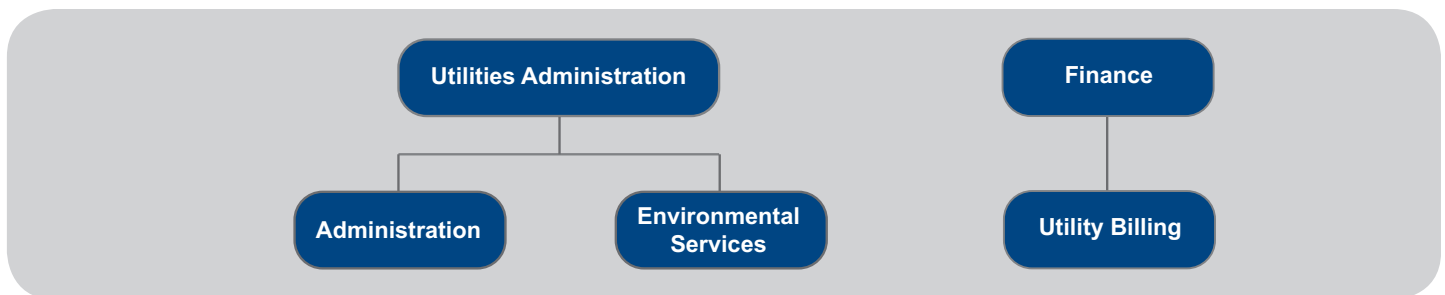 Utilities Administration
Finance
Administration
Environmental
Services
Utility Billing